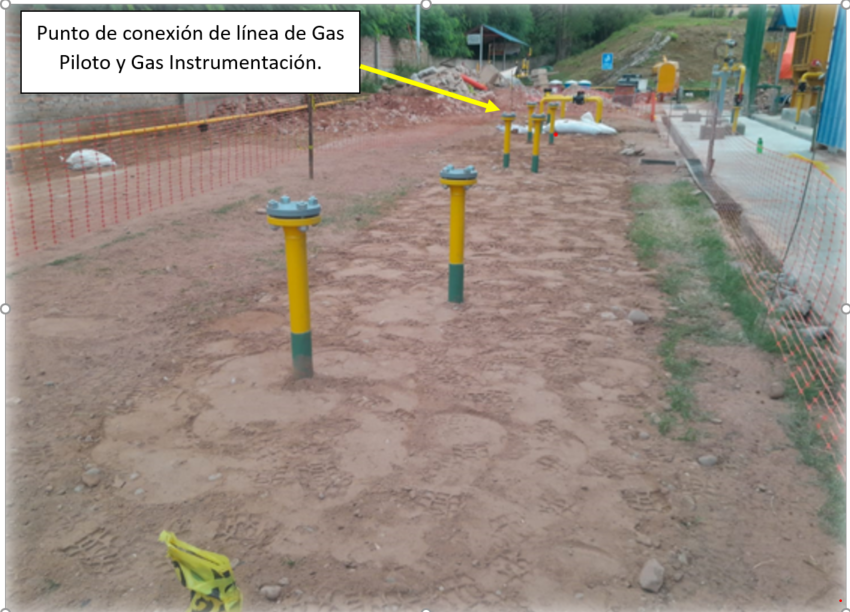 Punto de conexión de línea de Gas
Piloto y Gas Instrumentación.